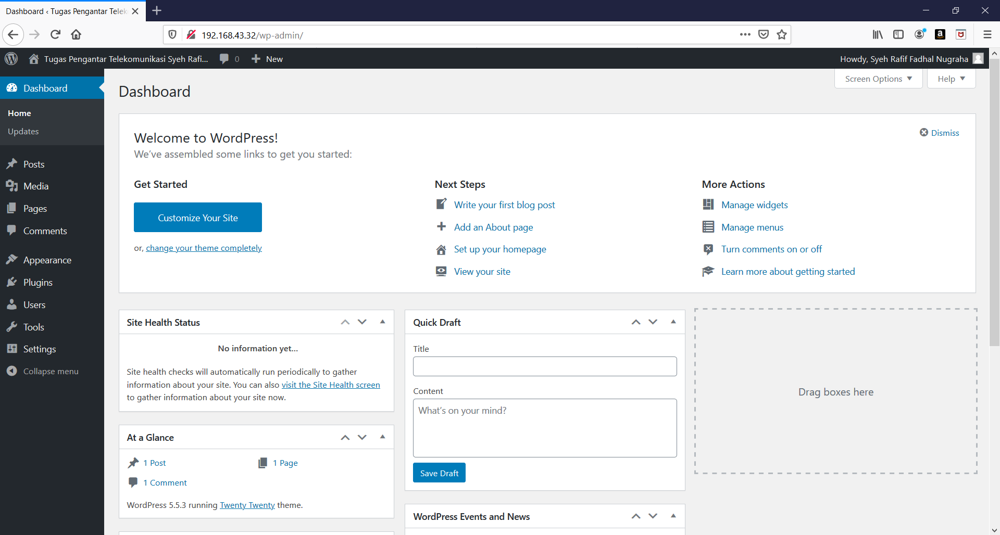 Dashboard ‹ Tugas Pengantar Telek
192.168.43.32/wp-admin/
Tugas Pengantar Telekomunikasi Syeh Rafi... 0 New Howdy, Syeh Rafif Fadhal Nugraha
Screen Options Help
Dashboard
Home
Updates
Posts
Media
Pages
Comments
Appearance
Plugins
Users
Tools
Settings
Collapse menu
Dashboard
Welcome to WordPress!
Dismiss
We’ve assembled some links to get you started:
Get Started
Customize Your Site
or, change your theme completely
Next Steps
Write your first blog post
Add an About page
Set up your homepage
View your site
More Actions
Manage widgets
Manage menus
Turn comments on or off
Learn more about getting started
Site Health Status
No information yet...
Site health checks will automatically run periodically to gather
information about your site. You can also visit the Site Health screen
to gather information about your site now.
At a Glance
1 Post 1 Page
1 Comment
WordPress 5.5.3 running Twenty Twenty theme.
Quick Draft
Title
Content
What’s on your mind?
Save Draft
WordPress Events and News
Drag boxes here